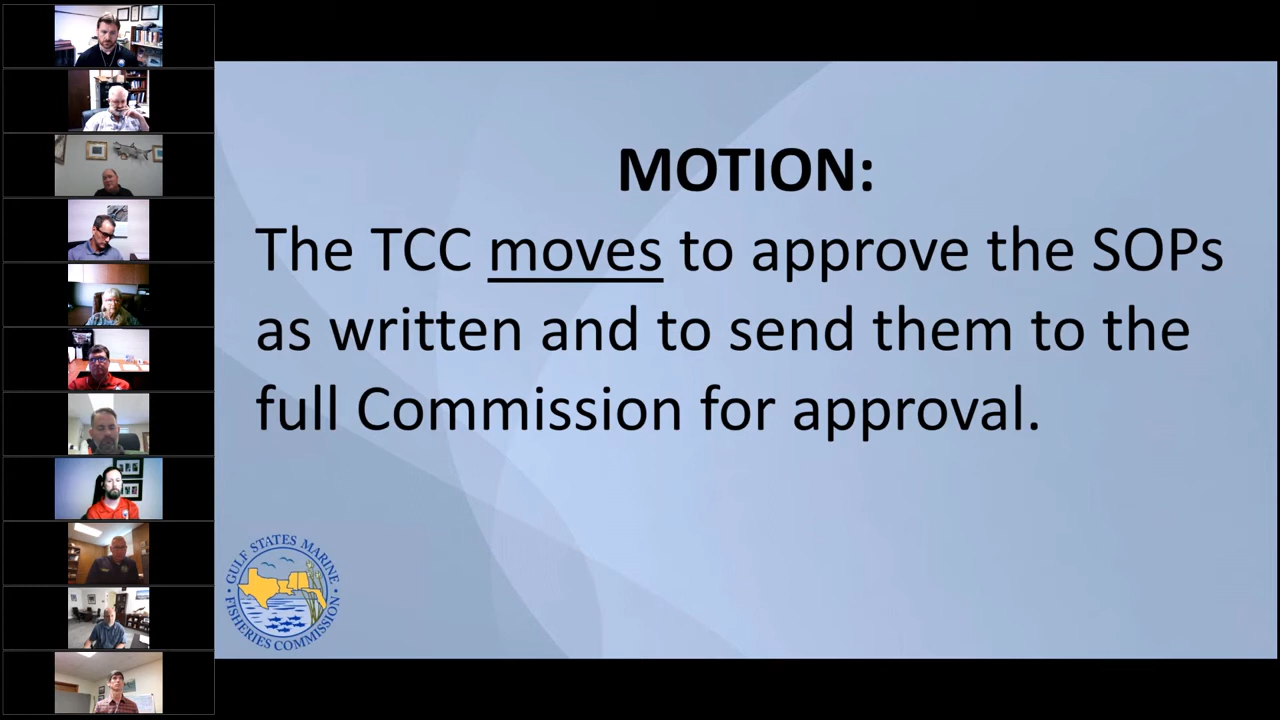 MOTION:
The TCC moves to approve the SOPs
as written and to send them to the
full Commission for approval.
GULF STATES MARINE
FISHERIES COMMISSION